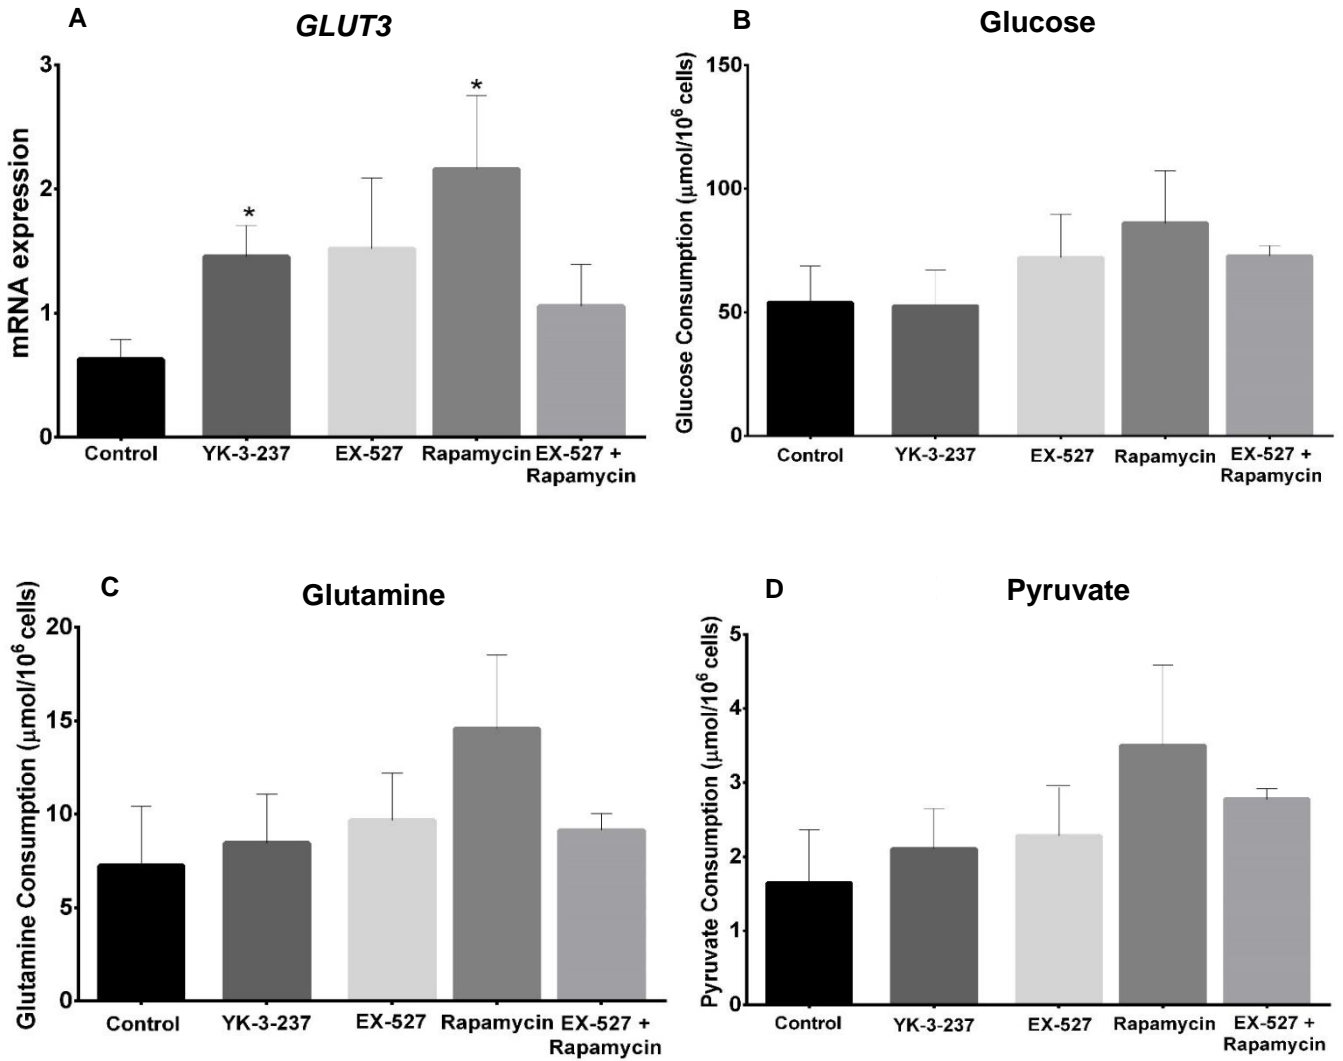 A
GLUT3
mRNA expression
3
2
1
0
*
*
Control
YK-3-237
EX-527
Rapamycin
EX-527 +
Rapamycin
B
Glucose
Glucose Consumption (μmol/10⁶ cells)
150
100
50
0
Control
YK-3-237
EX-527
Rapamycin
EX-527 +
Rapamycin
C
Glutamine
Glutamine Consumption (μmol/10⁶ cells)
20
15
10
5
0
Control
YK-3-237
EX-527
Rapamycin
EX-527 +
Rapamycin
D
Pyruvate
Pyruvate Consumption (μmol/10⁶ cells)
5
4
3
2
1
0
Control
YK-3-237
EX-527
Rapamycin
EX-527 +
Rapamycin